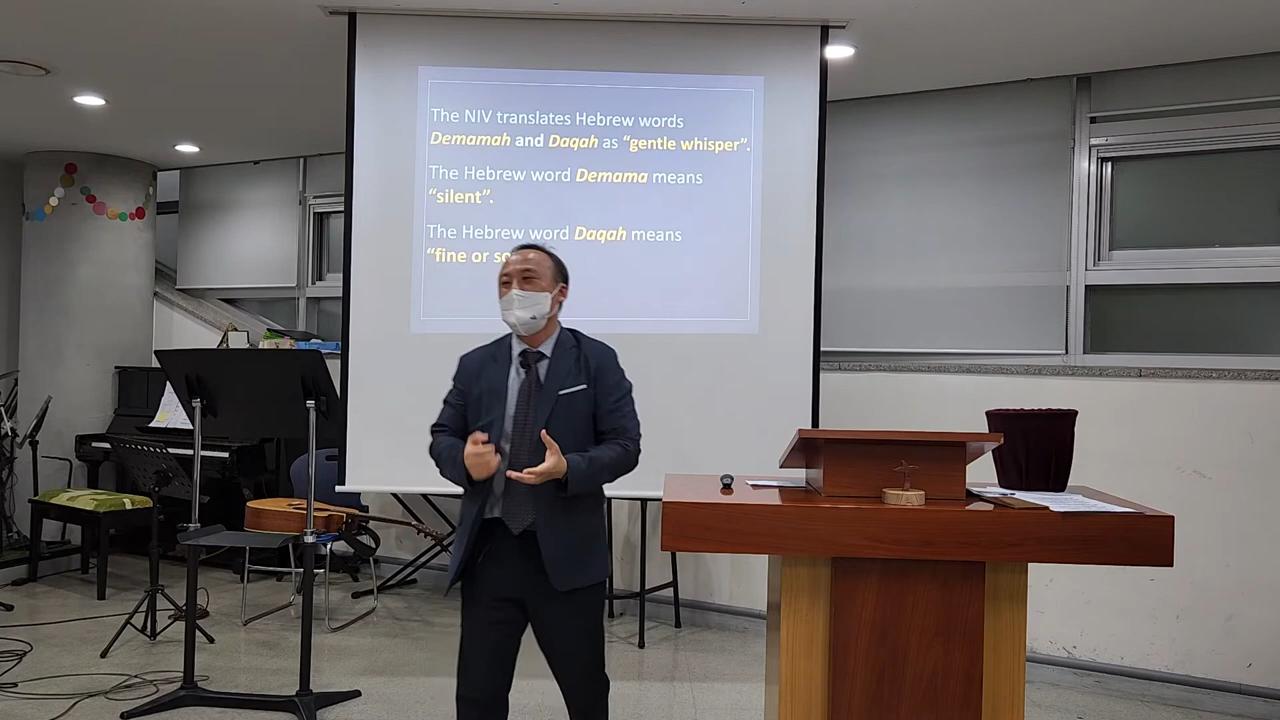 The NIV translates Hebrew words
Demamah and Daqah as “gentle whisper”.
The Hebrew word Demama means
“silent”.
The Hebrew word Daqah means
“fine or